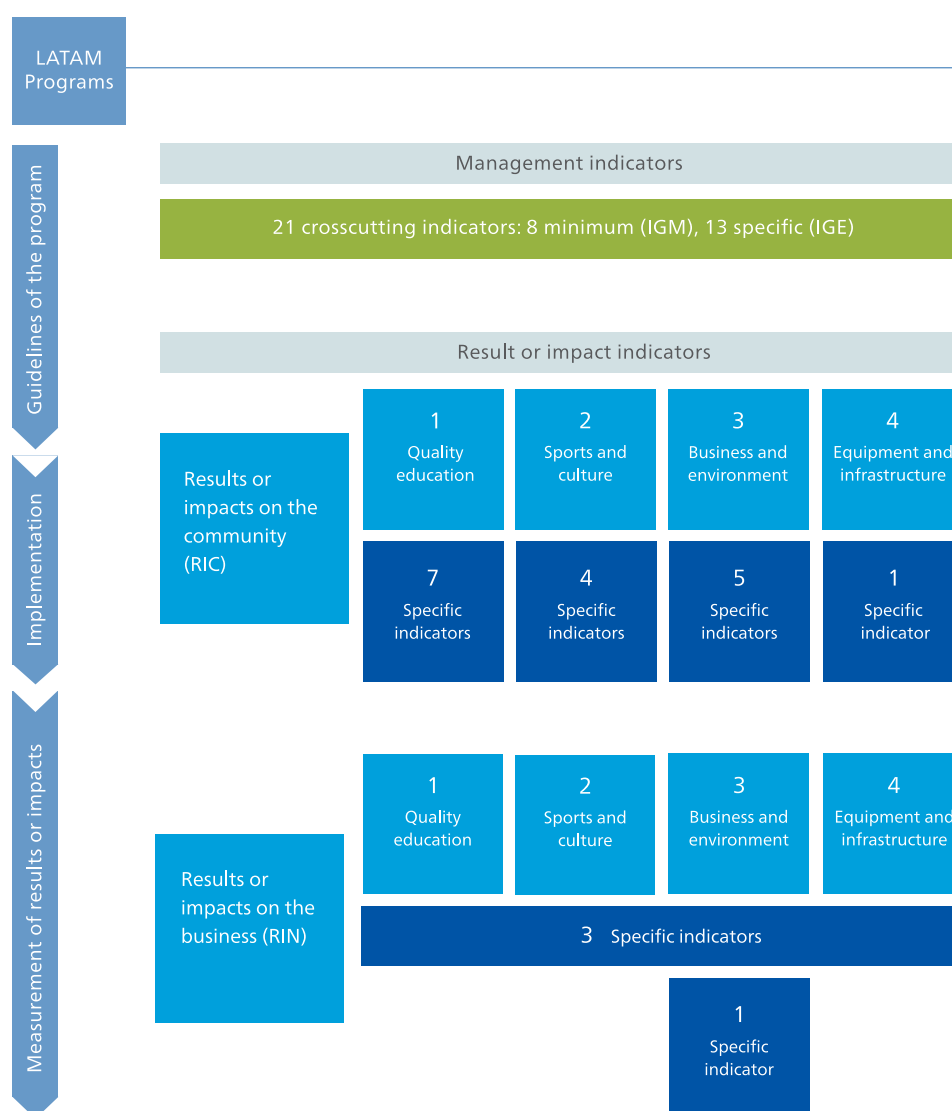 LATAM
Programs
Guidelines of the program
Management indicators
21 crosscutting indicators: 8 minimum (IGM), 13 specific (IGE)
Result or impact indicators
Implementation
Results or
impacts on the
community
(RIC)
1
Quality
education
2
Sports and
culture
3
Business and
environment
4
Equipment and
infrastructure
7
Specific
indicators
4
Specific
indicators
5
Specific
indicators
1
Specific
indicator
Measurement of results or impacts
Results or
impacts on the
business (RIN)
1
Quality
education
2
Sports and
culture
3
Business and
environment
4
Equipment and
infrastructure
3 Specific indicators
1
Specific
indicator